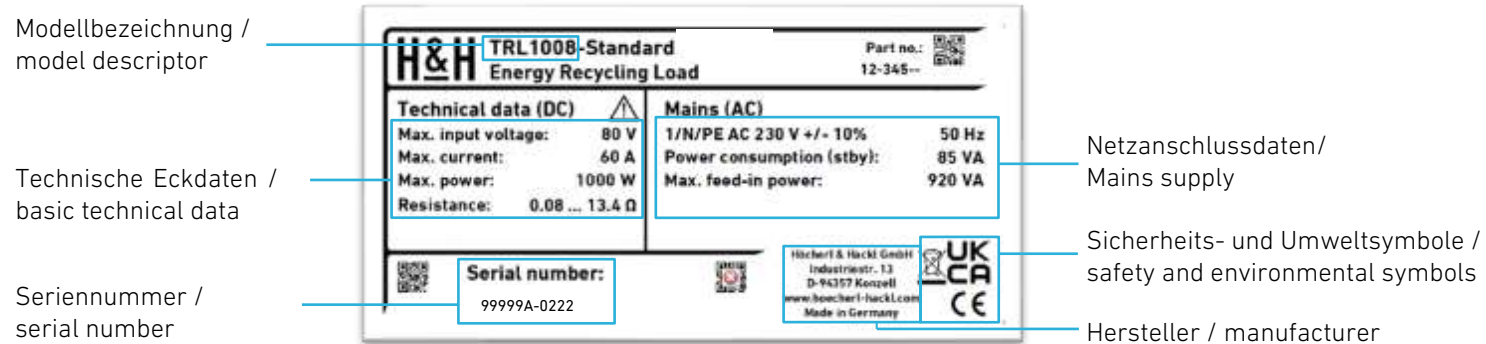 Modellbezeichnung /
model descriptor
Technische Eckdaten /
basic technical data
Seriennummer /
serial number
H&H
TRL1008-Standard
Energy Recycling Load
Part no.:
12-345--
Technical data (DC)
Max. input voltage: 80 V
Max. current: 60 A
Max. power: 1000 W
Resistance: 0.08 ... 13.4 Ω
Mains (AC)
1/N/PE AC 230 V +/- 10% 50 Hz
Power consumption (stby): 85 VA
Max. feed-in power: 920 VA
Serial number:
99999A-0222
Höcherl & Hackl GmbH
Industriestr. 13
D-94357 Konzell
www.hoecherl-hackl.com
Made in Germany
UK
CA
CE
Netzanschlussdaten/
Mains supply
Sicherheits- und Umweltsymbole /
safety and environmental symbols
Hersteller / manufacturer